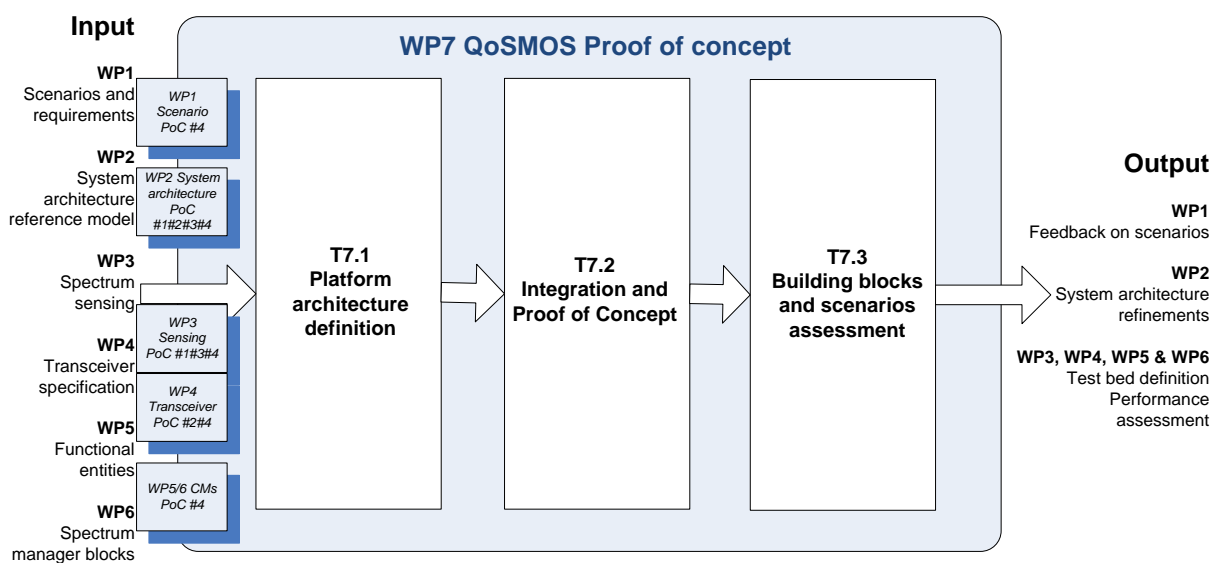 Input
WP7 QoSMOS Proof of concept
WP1
Scenarios and
requirements
WP2
System
architecture
reference model
WP3
Spectrum
sensing
WP4
Transceiver
specification
WP5
Functional
entities
WP6
Spectrum
manager blocks
WP1
Scenario
PoC #4
WP2 System
architecture
PoC
#1#2#3#4
WP3
Sensing
PoC #1#3#4
WP4
Transceiver
PoC #2#4
WP5/6 CMs
PoC #4
T7.1
Platform
architecture
definition
T7.2
Integration and
Proof of Concept
T7.3
Building blocks
and scenarios
assessment
Output
WP1
Feedback on scenarios
WP2
System architecture
refinements
WP3, WP4, WP5 & WP6
Test bed definition
Performance
assessment